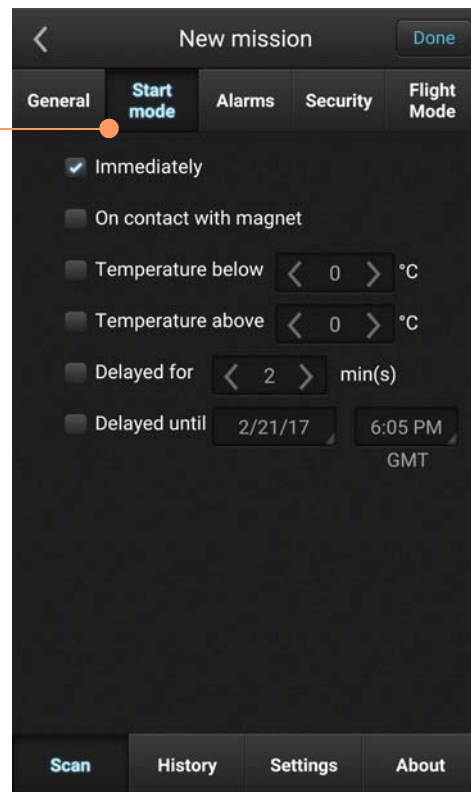 New mission Done
General Start mode Alarms Security Flight Mode
Immediately
On contact with magnet
Temperature below 0 °C
Temperature above 0 °C
Delayed for 2 min(s)
Delayed until 2/21/17 6:05 PM
GMT
Scan History Settings About